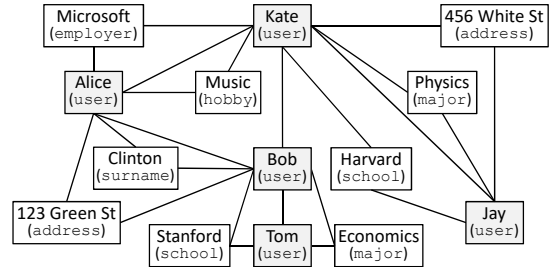 Microsoft
(employer)
Kate
(user)
456 White St
(address)
Alice
(user)
Music
(hobby)
Physics
(major)
Clinton
(surname)
Bob
(user)
Harvard
(school)
123 Green St
(address)
Stanford
(school)
Tom
(user)
Economics
(major)
Jay
(user)